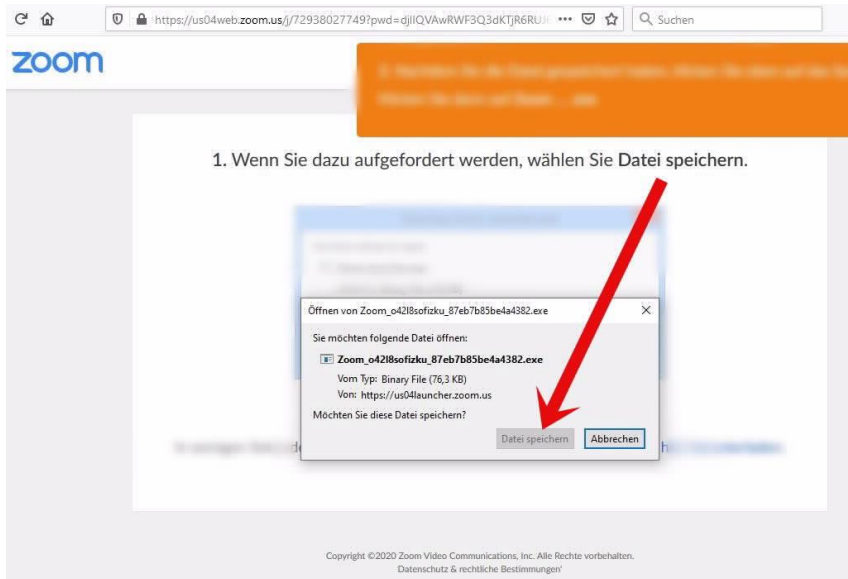 https://us04web.zoom.us/j/72938027749?pwd=djlIQVAwRWF3Q3dKTjR6RUJ
Suchen
zoom
1. Wenn Sie dazu aufgefordert werden, wählen Sie Datei speichern.
Öffnen von Zoom_o42l8sofizku_87eb7b85be4a4382.exe
Sie möchten folgende Datei öffnen:
Zoom_o42l8sofizku_87eb7b85be4a4382.exe
Vom Typ: Binary File (76,3 KB)
Von: https://us04launcher.zoom.us
Möchten Sie diese Datei speichern?
Datei speichern Abbrechen
Copyright ©2020 Zoom Video Communications, Inc. Alle Rechte vorbehalten.
Datenschutz & rechtliche Bestimmungen'